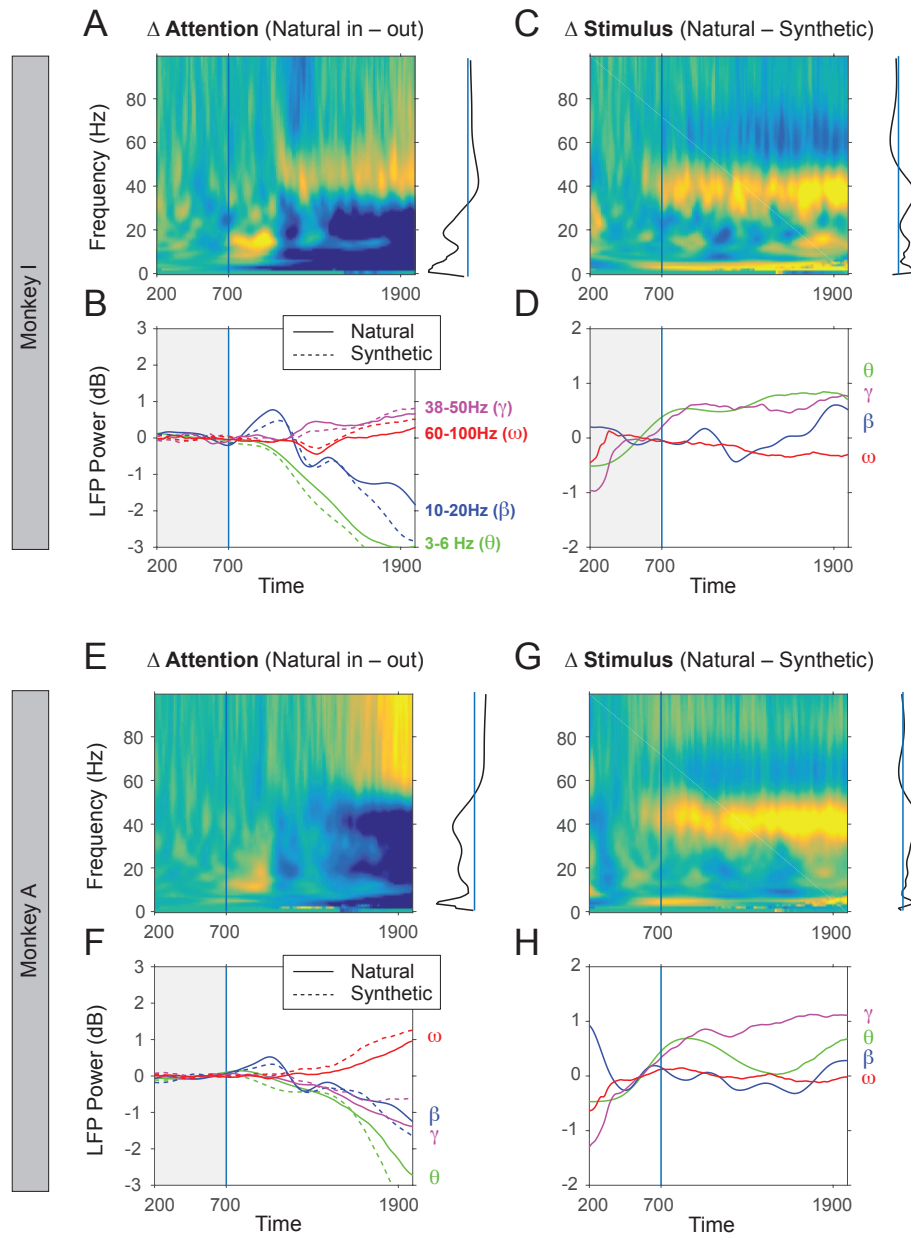 A
Δ Attention (Natural in – out)
C
Δ Stimulus (Natural – Synthetic)
Monkey I
Frequency (Hz)
80
60
40
20
0
200 700 1900
80
60
40
20
0
200 700 1900
B
Natural
Synthetic
LFP Power (dB)
3
2
1
0
-1
-2
-3
38-50Hz (γ)
60-100Hz (ω)
10-20Hz (β)
3-6 Hz (θ)
200 700 1900
Time
D
2
1
0
-1
-2
θ
γ
β
ω
200 700 1900
Time
E
Δ Attention (Natural in – out)
G
Δ Stimulus (Natural – Synthetic)
Monkey A
Frequency (Hz)
80
60
40
20
0
200 700 1900
80
60
40
20
0
200 700 1900
F
Natural
Synthetic
LFP Power (dB)
3
2
1
0
-1
-2
-3
ω
β
γ
θ
200 700 1900
Time
H
2
1
0
-1
-2
γ
θ
β
ω
200 700 1900
Time